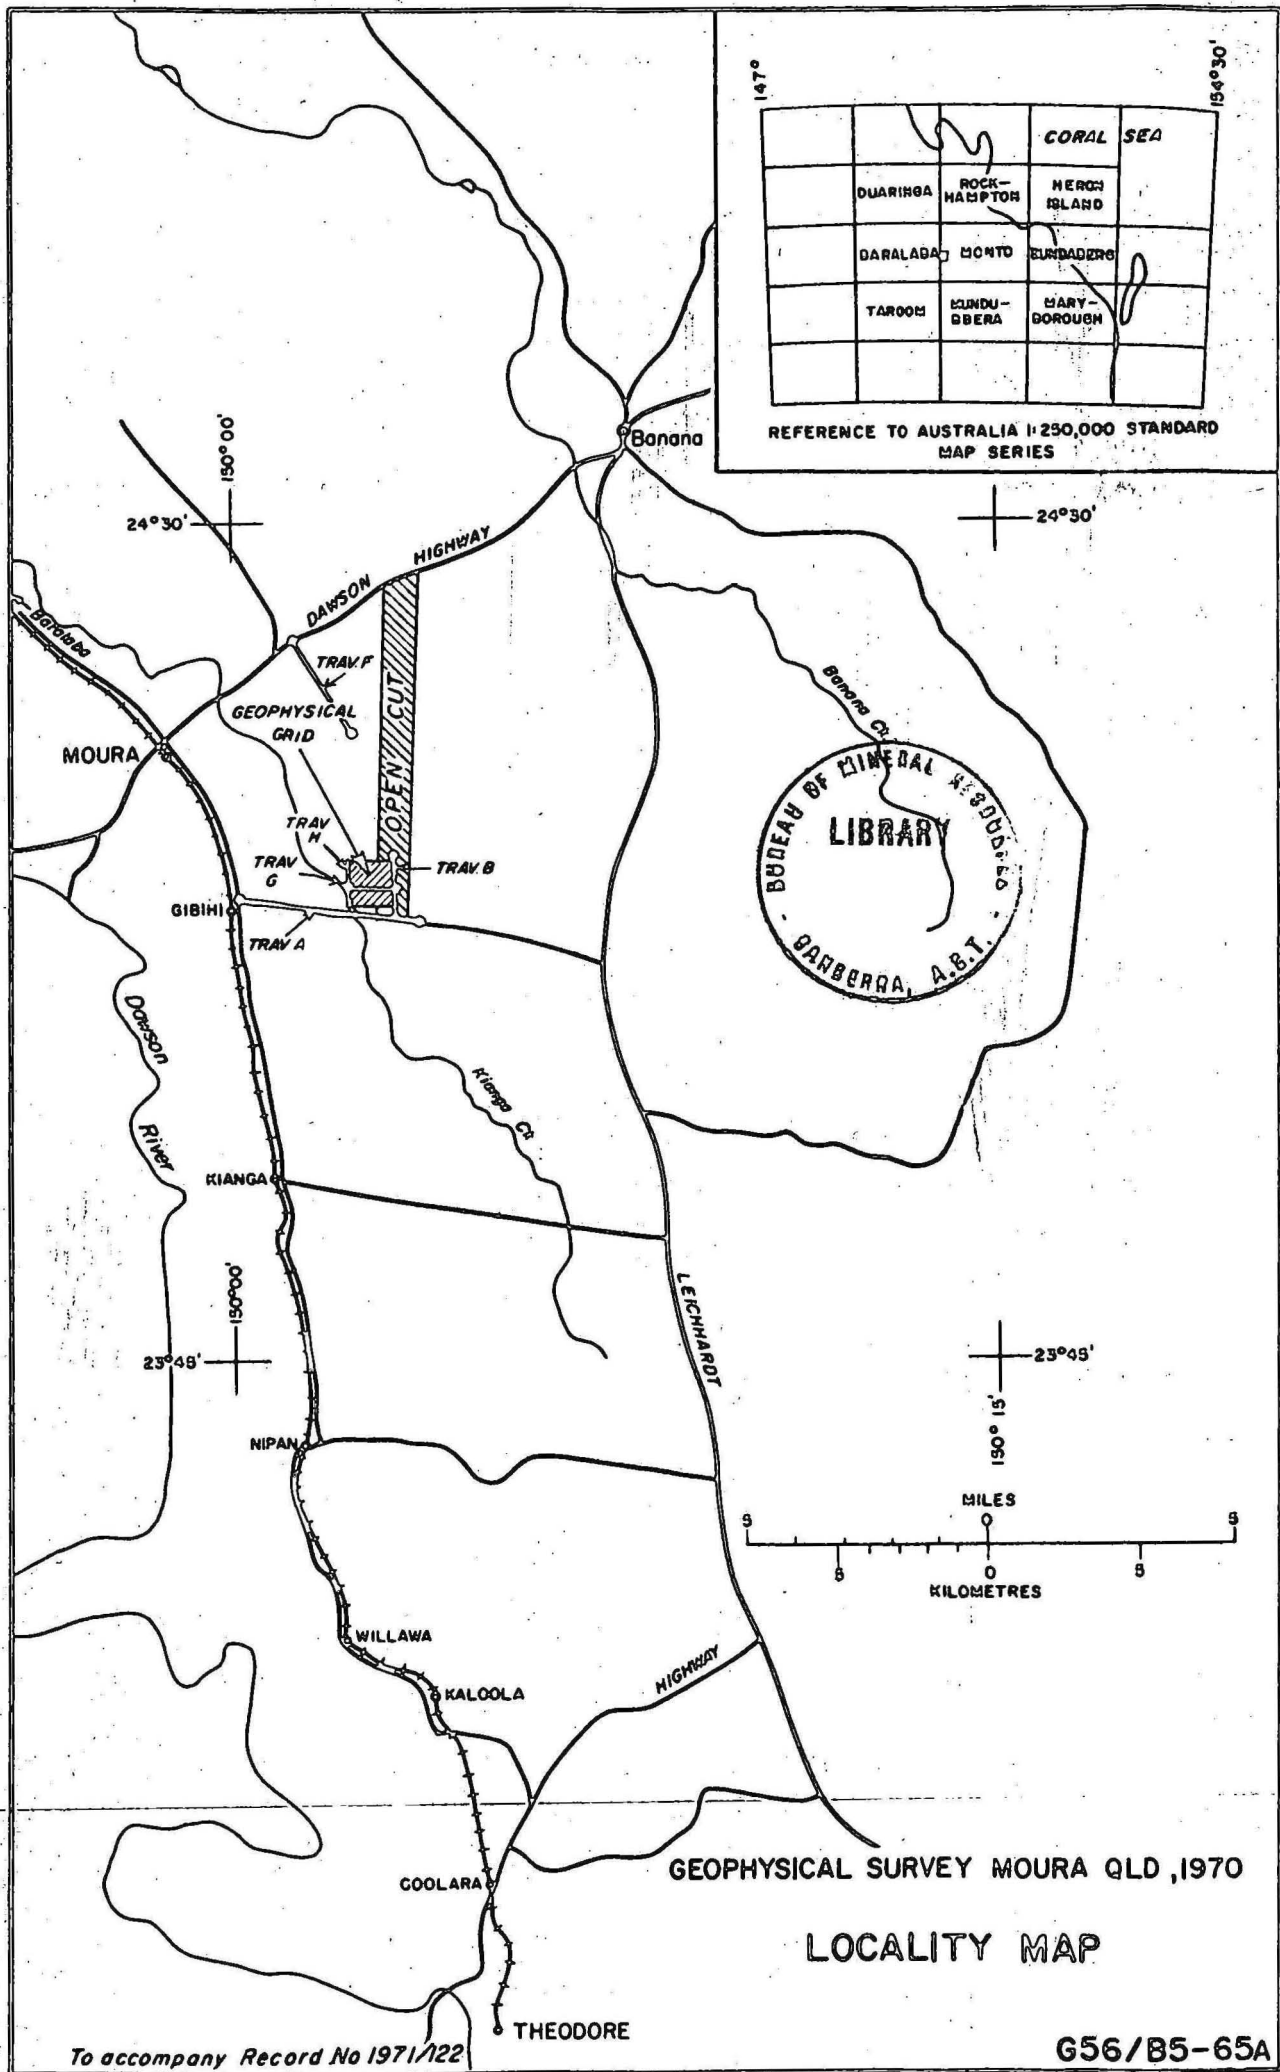 147°
154°30'
CORAL SEA
DUARINGA
ROCK-
HAMPTON
HERON
ISLAND
BARALABA
MONTO
BUNDABERG
TAROOM
MUNDU-
BBERA
MARY-
BOROUGH
REFERENCE TO AUSTRALIA 1:250,000 STANDARD
MAP SERIES
Banana
150°00'
24°30'
24°30'
DAWSON HIGHWAY
Baralaba
TRAV. F
GEOPHYSICAL
GRID
OPEN CUT
MOURA
TRAV
H
TRAV
G
TRAV. B
GIBIHI
TRAV A
Banana Ck
BUREAU OF MINERAL RESOURCES
LIBRARY
CANBERRA, A.C.T.
Dawson
River
Kianga Ck
KIANGA
150°00'
LEICHHARDT
23°45'
23°45'
150° 15'
NIPAN
MILES
5 0 5
5 0 5
KILOMETRES
WILLAWA
HIGHWAY
KALOOLA
COOLARA
GEOPHYSICAL SURVEY MOURA QLD, 1970
LOCALITY MAP
THEODORE
To accompany Record No 1971/122
G56/B5-65A